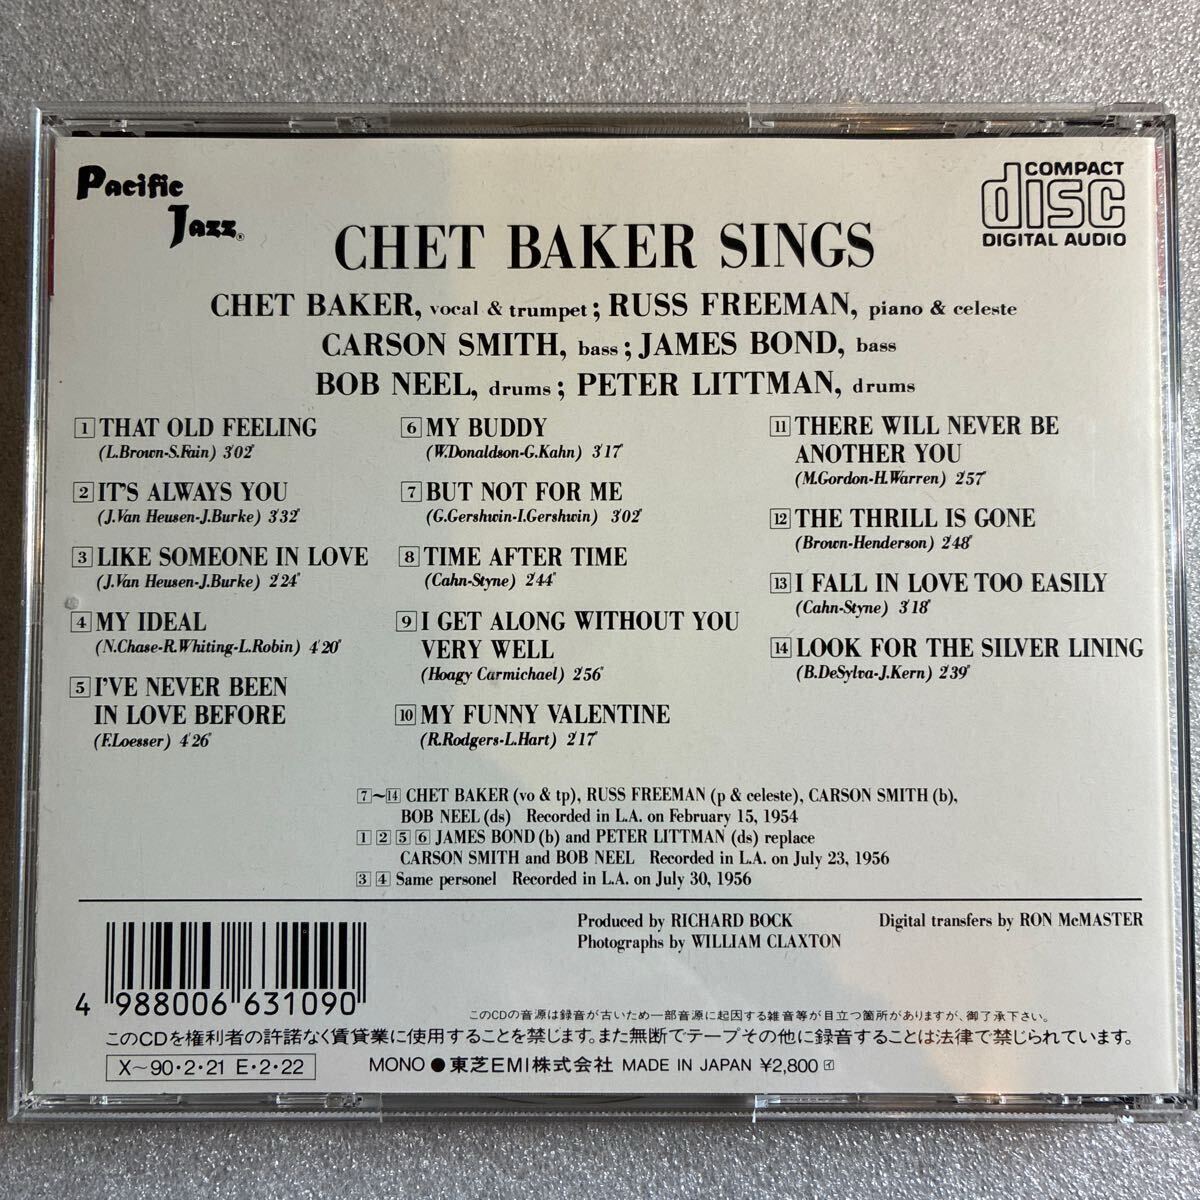 Pacific
Jazz®
COMPACT
disc
DIGITAL AUDIO
CHET BAKER SINGS
CHET BAKER, vocal & trumpet; RUSS FREEMAN, piano & celeste
CARSON SMITH, bass; JAMES BOND, bass
BOB NEEL, drums; PETER LITTMAN, drums
1 THAT OLD FEELING
(L.Brown-S.Fain) 3'02"
2 IT'S ALWAYS YOU
(J.Van Heusen-J.Burke) 3'32"
3 LIKE SOMEONE IN LOVE
(J.Van Heusen-J.Burke) 2'24"
4 MY IDEAL
(N.Chase-R.Whiting-L.Robin) 4'20"
5 I'VE NEVER BEEN
IN LOVE BEFORE
(F.Loesser) 4'26"
6 MY BUDDY
(W.Donaldson-G.Kahn) 3'17"
7 BUT NOT FOR ME
(G.Gershwin-I.Gershwin) 3'02"
8 TIME AFTER TIME
(Cahn-Styne) 2'44"
9 I GET ALONG WITHOUT YOU
VERY WELL
(Hoagy Carmichael) 2'56"
10 MY FUNNY VALENTINE
(R.Rodgers-L.Hart) 2'17"
11 THERE WILL NEVER BE
ANOTHER YOU
(M.Gordon-H.Warren) 2'57"
12 THE THRILL IS GONE
(Brown-Henderson) 2'48"
13 I FALL IN LOVE TOO EASILY
(Cahn-Styne) 3'18"
14 LOOK FOR THE SILVER LINING
(B.DeSylva-J.Kern) 2'39"
7~14 CHET BAKER (vo & tp), RUSS FREEMAN (p & celeste), CARSON SMITH (b),
BOB NEEL (ds) Recorded in L.A. on February 15, 1954
1 2 5 6 JAMES BOND (b) and PETER LITTMAN (ds) replace
CARSON SMITH and BOB NEEL Recorded in L.A. on July 23, 1956
3 4 Same personel Recorded in L.A. on July 30, 1956
Produced by RICHARD BOCK
Digital transfers by RON McMASTER
Photographs by WILLIAM CLAXTON
4 988006 631090
このCDの音源は録音が古いため一部音源に起因する雑音等が目立つ箇所がありますが、御了承下さい。
このCDを権利者の許諾なく賃貸業に使用することを禁じます。また無断でテープその他に録音することは法律で禁じられています。
X〜90・2・21 E・2・22
MONO ● 東芝EMI株式会社 MADE IN JAPAN ¥2,800 イ